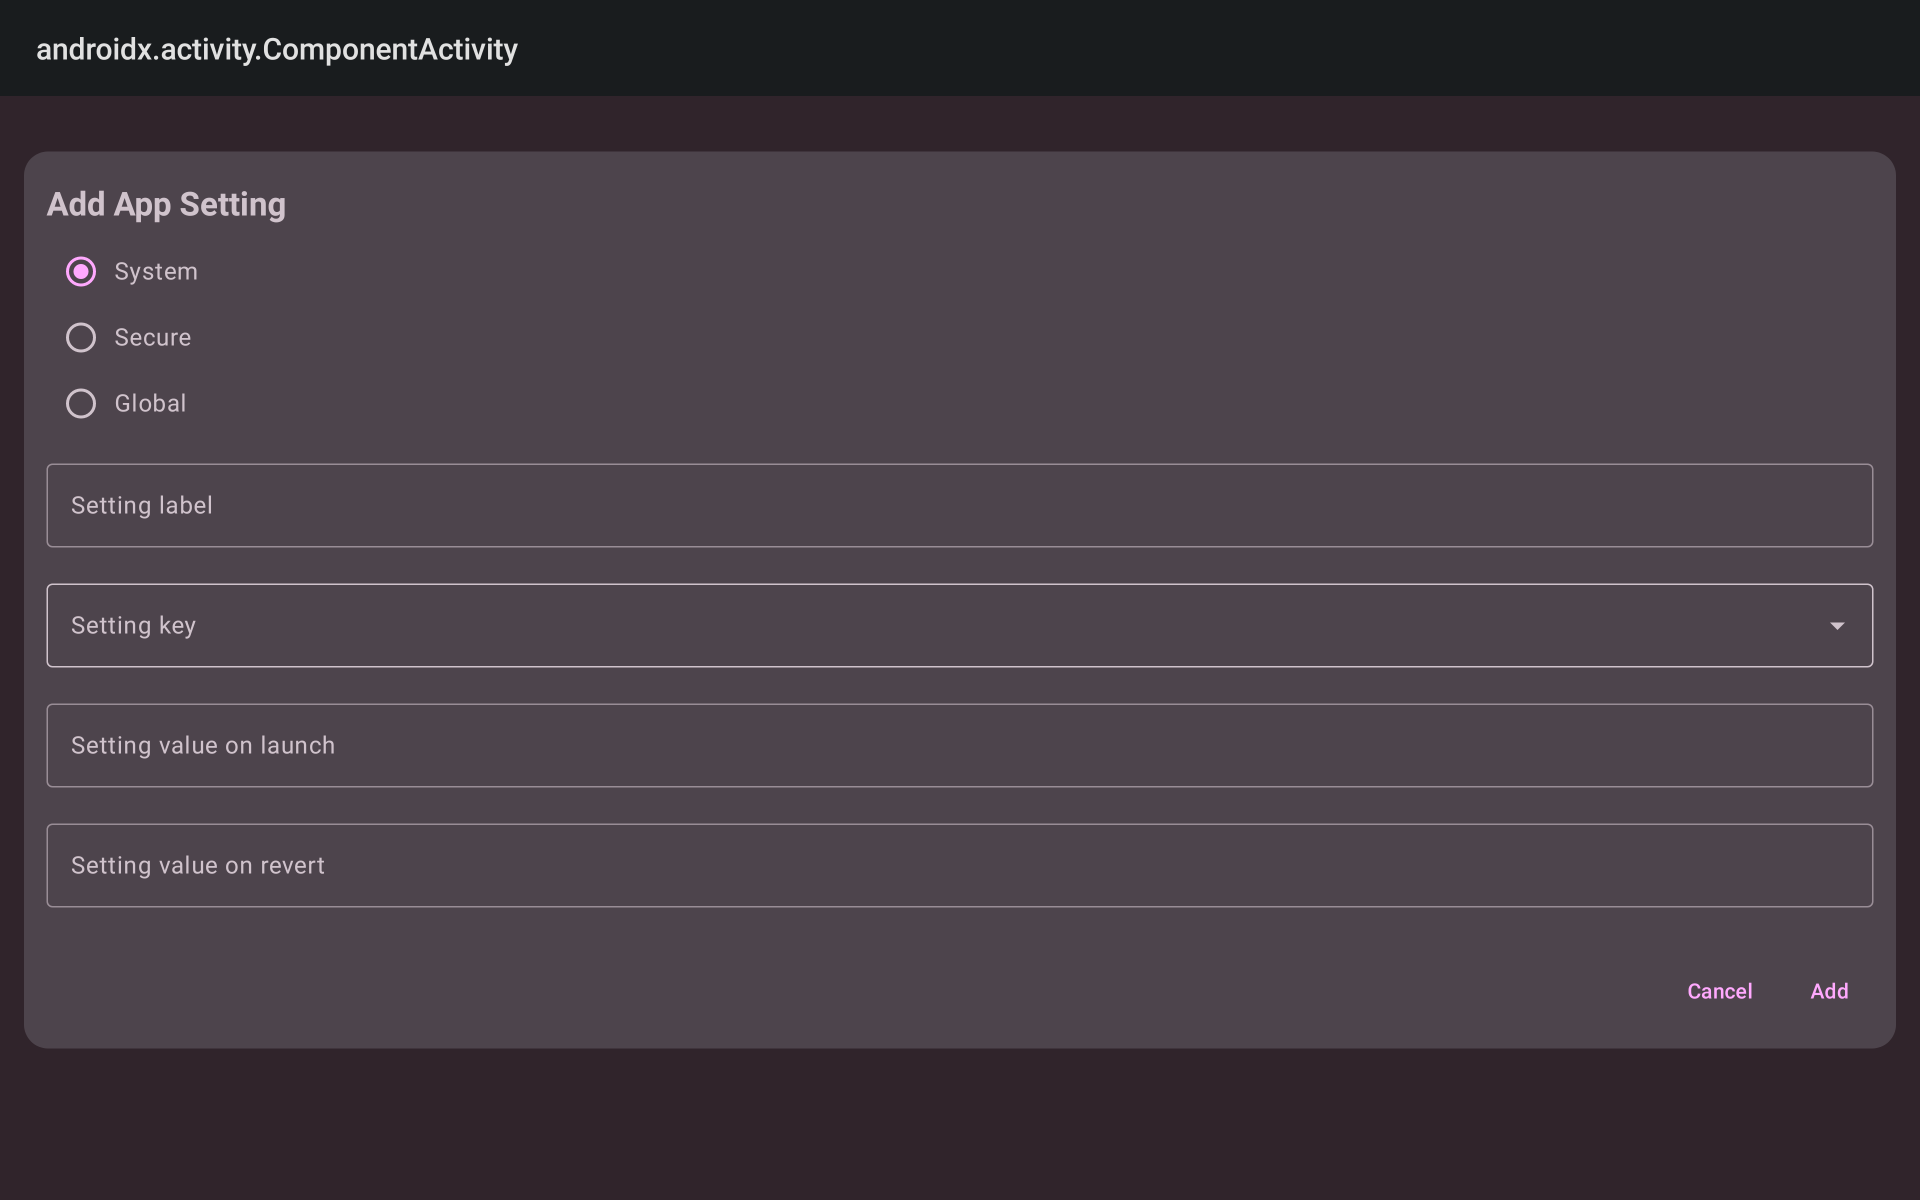 androidx.activity.ComponentActivity
Add App Setting
System
Secure
Global
Setting label
Setting key
Setting value on launch
Setting value on revert
Cancel
Add